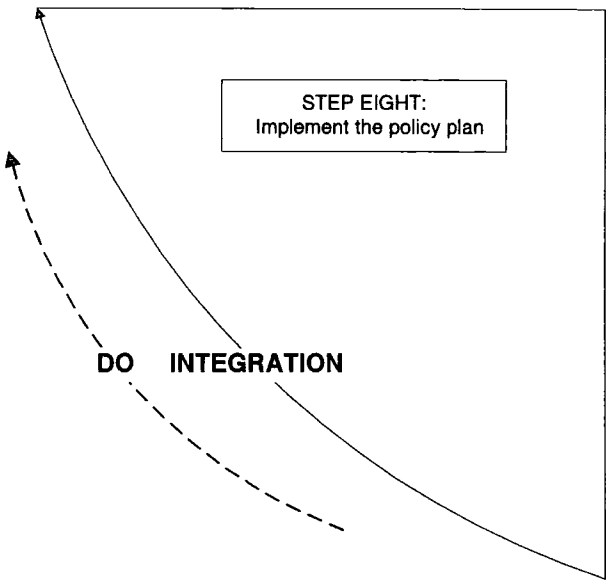 STEP EIGHT:
Implement the policy plan
DO INTEGRATION